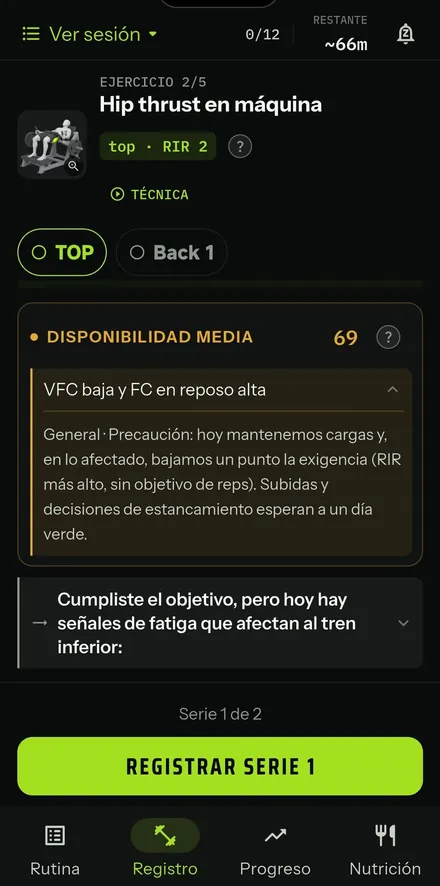 Ver sesión
0/12
RESTANTE
~66m
EJERCICIO 2/5
Hip thrust en máquina
top · RIR 2
?
TÉCNICA
TOP
Back 1
DISPONIBILIDAD MEDIA
69
?
VFC baja y FC en reposo alta
General · Precaución: hoy mantenemos cargas y,
en lo afectado, bajamos un punto la exigencia (RIR
más alto, sin objetivo de reps). Subidas y
decisiones de estancamiento esperan a un día
verde.
→ Cumpliste el objetivo, pero hoy hay
señales de fatiga que afectan al tren
inferior:
Serie 1 de 2
REGISTRAR SERIE 1
Rutina
Registro
Progreso
Nutrición